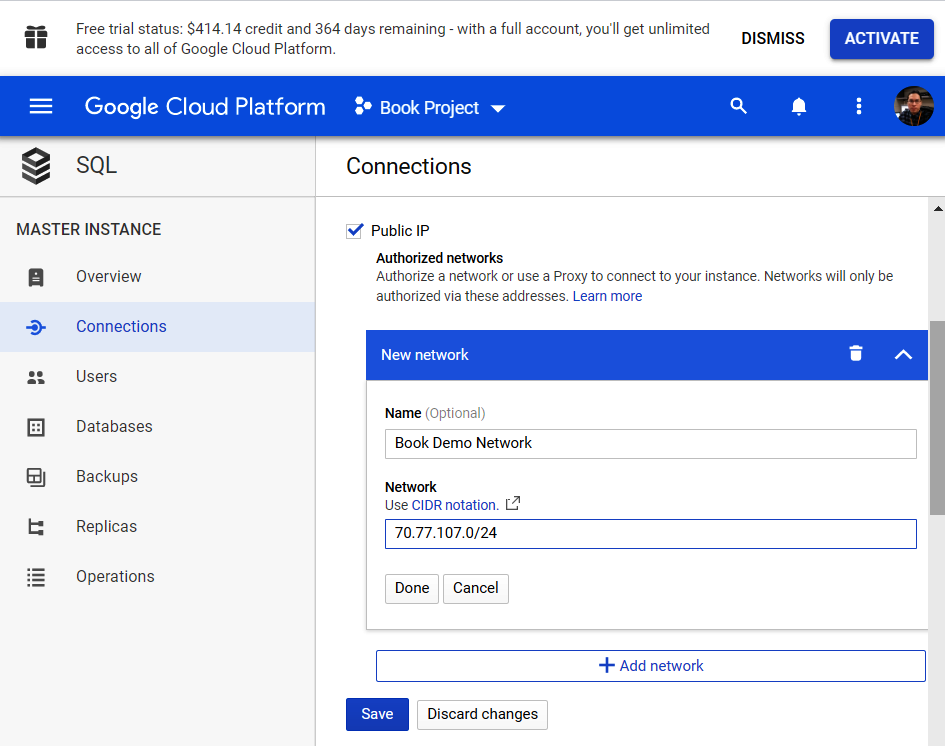 Free trial status: $414.14 credit and 364 days remaining - with a full account, you'll get unlimited
access to all of Google Cloud Platform.
DISMISS
ACTIVATE
Google Cloud Platform
Book Project
SQL
MASTER INSTANCE
Overview
Connections
Users
Databases
Backups
Replicas
Operations
Connections
Public IP
Authorized networks
Authorize a network or use a Proxy to connect to your instance. Networks will only be
authorized via these addresses. Learn more
New network
Name (Optional)
Book Demo Network
Network
Use CIDR notation.
70.77.107.0/24
Done
Cancel
Add network
Save
Discard changes